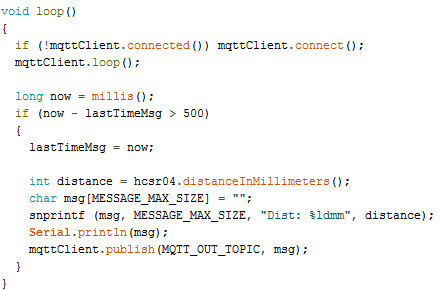 void loop()
{
  if (!mqttClient.connected()) mqttClient.connect();
  mqttClient.loop();
  long now = millis();
  if (now - lastTimeMsg > 500)
  {
    lastTimeMsg = now;
    int distance = hcsr04.distanceInMillimeters();
    char msg[MESSAGE_MAX_SIZE] = "";
    snprintf (msg, MESSAGE_MAX_SIZE, "Dist: %ldmm", distance);
    Serial.println(msg);
    mqttClient.publish(MQTT_OUT_TOPIC, msg);
  }
}